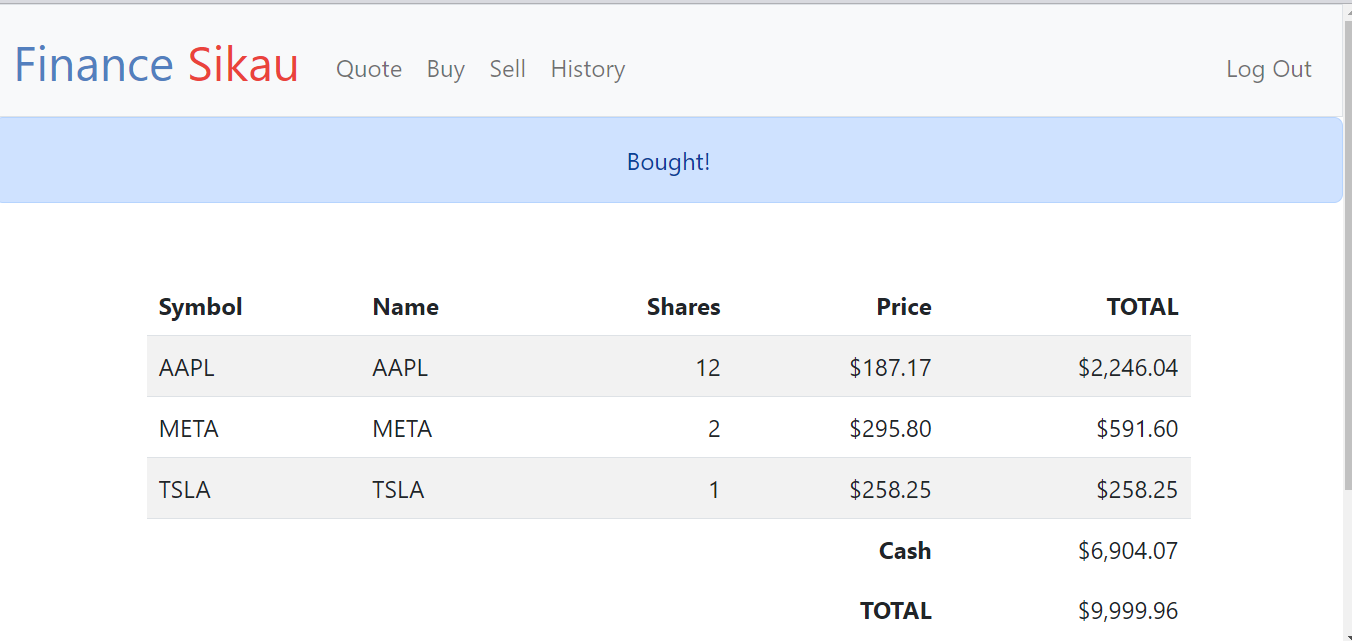 Finance Sikau Quote Buy Sell History Log Out
Bought!
Symbol Name Shares Price TOTAL
AAPL AAPL 12 $187.17 $2,246.04
META META 2 $295.80 $591.60
TSLA TSLA 1 $258.25 $258.25
Cash $6,904.07
TOTAL $9,999.96